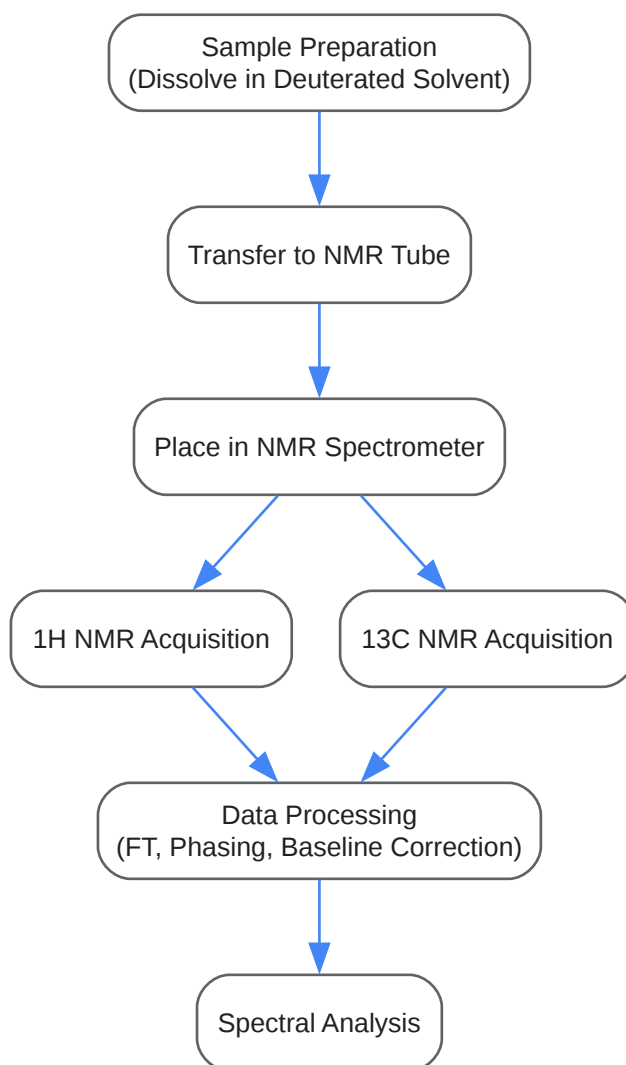 Sample Preparation
(Dissolve in Deuterated Solvent)
Transfer to NMR Tube
Place in NMR Spectrometer
1H NMR Acquisition
13C NMR Acquisition
Data Processing
(FT, Phasing, Baseline Correction)
Spectral Analysis